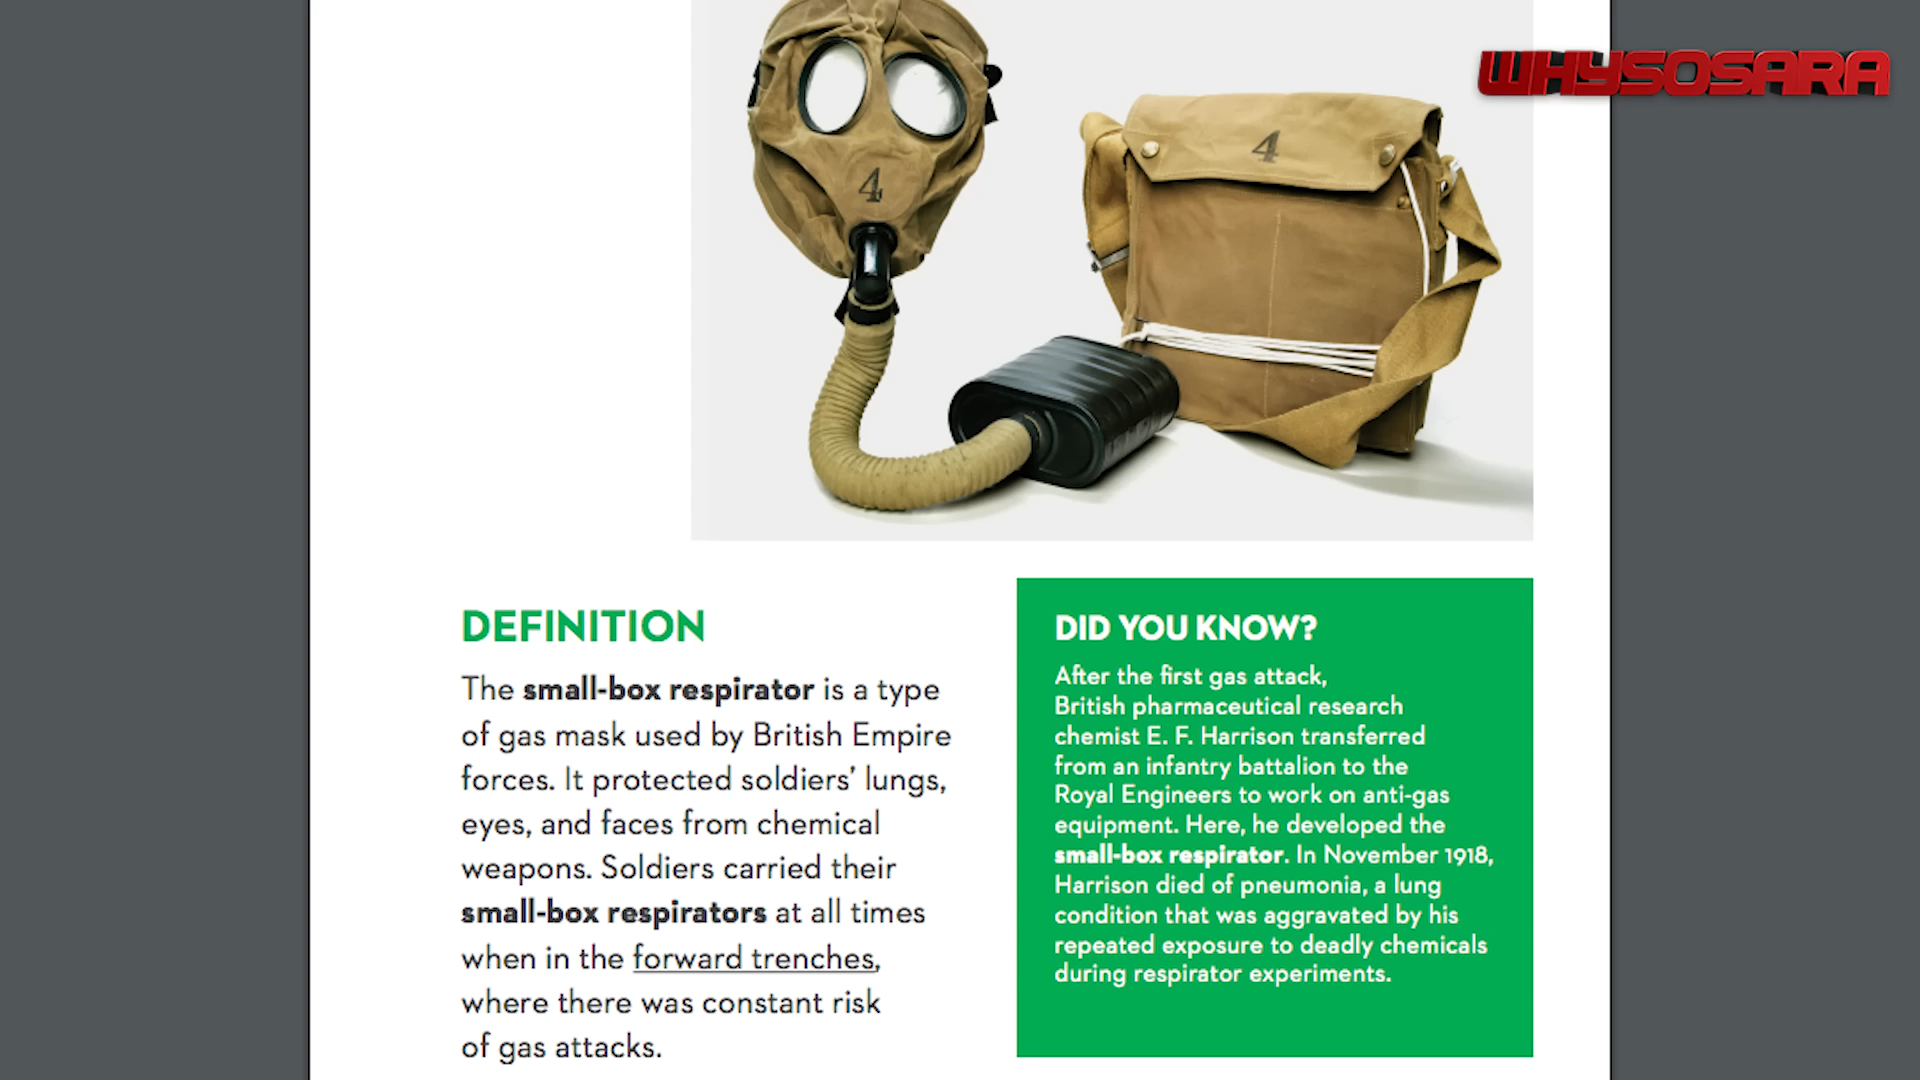 WHYSOSARA
4
4
DEFINITION
The small-box respirator is a type
of gas mask used by British Empire
forces. It protected soldiers’ lungs,
eyes, and faces from chemical
weapons. Soldiers carried their
small-box respirators at all times
when in the forward trenches,
where there was constant risk
of gas attacks.
DID YOU KNOW?
After the first gas attack,
British pharmaceutical research
chemist E. F. Harrison transferred
from an infantry battalion to the
Royal Engineers to work on anti-gas
equipment. Here, he developed the
small-box respirator. In November 1918,
Harrison died of pneumonia, a lung
condition that was aggravated by his
repeated exposure to deadly chemicals
during respirator experiments.